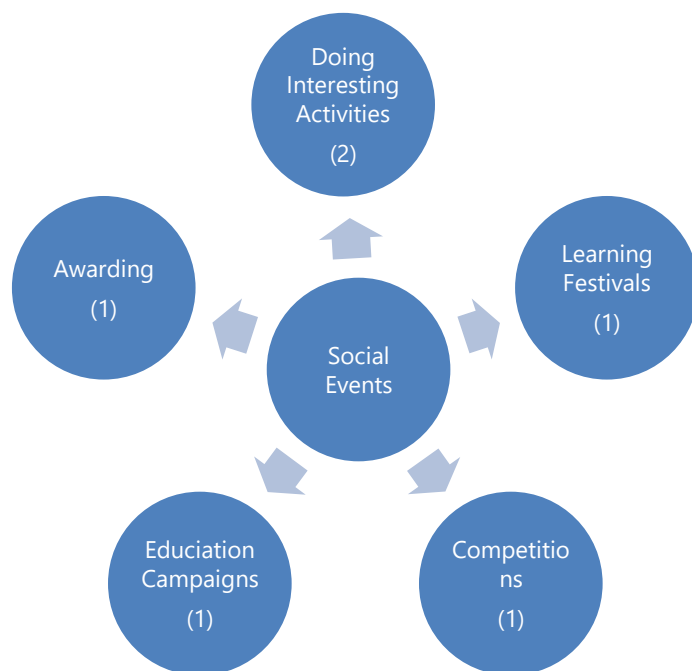 Doing
Interesting
Activities
(2)
Awarding
(1)
Learning
Festivals
(1)
Social
Events
Educiation
Campaigns
(1)
Competitio
ns
(1)